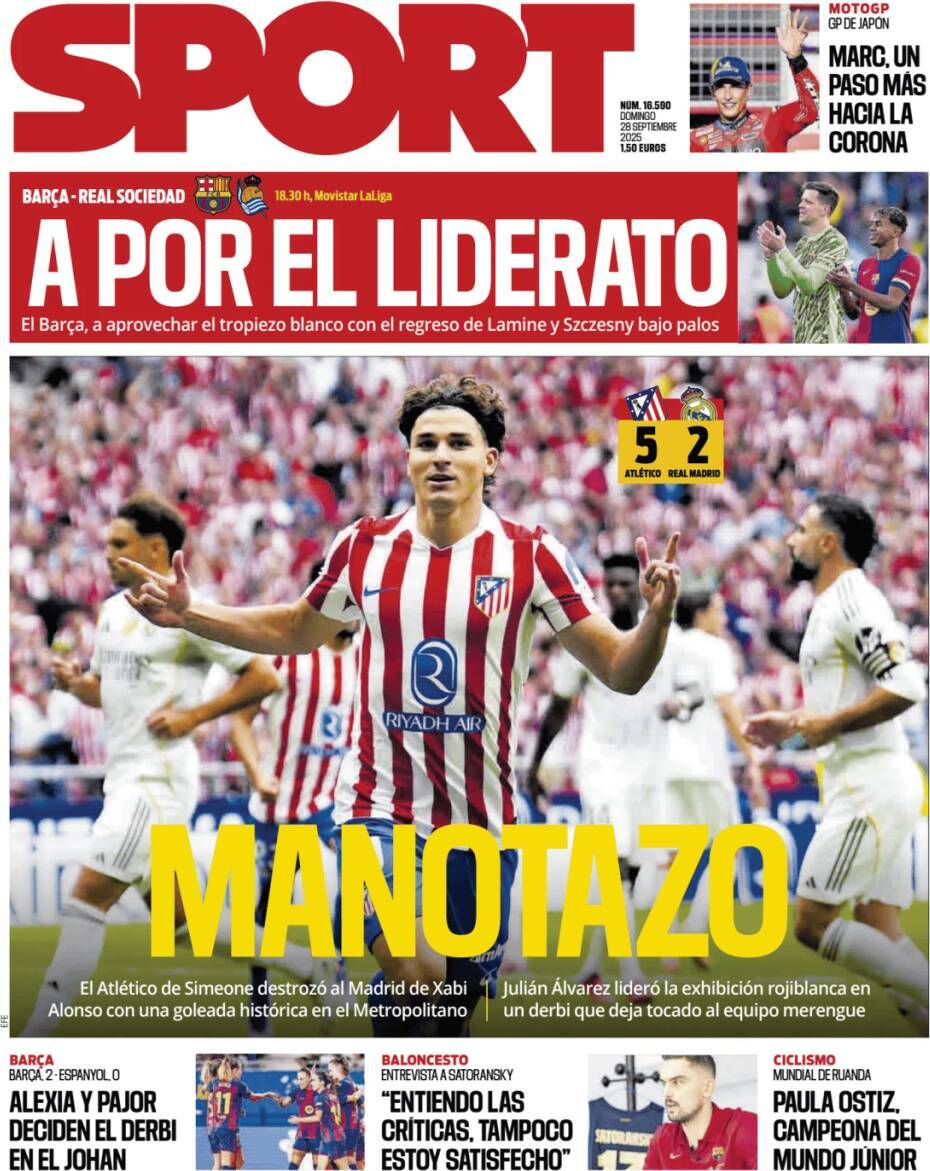 SPORT
NÚM. 16.590
DOMINGO
28 SEPTIEMBRE
2025
1,50 EUROS
MOTOGP
GP DE JAPÓN
MARC, UN
PASO MÁS
HACIA LA
CORONA
BARÇA - REAL SOCIEDAD
18.30 h, Movistar LaLiga
A POR EL LIDERATO
El Barça, a aprovechar el tropiezo blanco con el regreso de Lamine y Szczesny bajo palos
5 2
ATLÉTICO REAL MADRID
RIYADH AIR
MANOTAZO
El Atlético de Simeone destrozó al Madrid de Xabi
Alonso con una goleada histórica en el Metropolitano
Julián Álvarez lideró la exhibición rojiblanca en
un derbi que deja tocado al equipo merengue
EFE
BARÇA
BARÇA, 2 - ESPANYOL, 0
ALEXIA Y PAJOR
DECIDEN EL DERBI
EN EL JOHAN
11
BALONCESTO
ENTREVISTA A SATORANSKY
“ENTIENDO LAS
CRÍTICAS, TAMPOCO
ESTOY SATISFECHO”
SATORANS
13
CICLISMO
MUNDIAL DE RUANDA
PAULA OSTIZ,
CAMPEONA DEL
MUNDO JÚNIOR